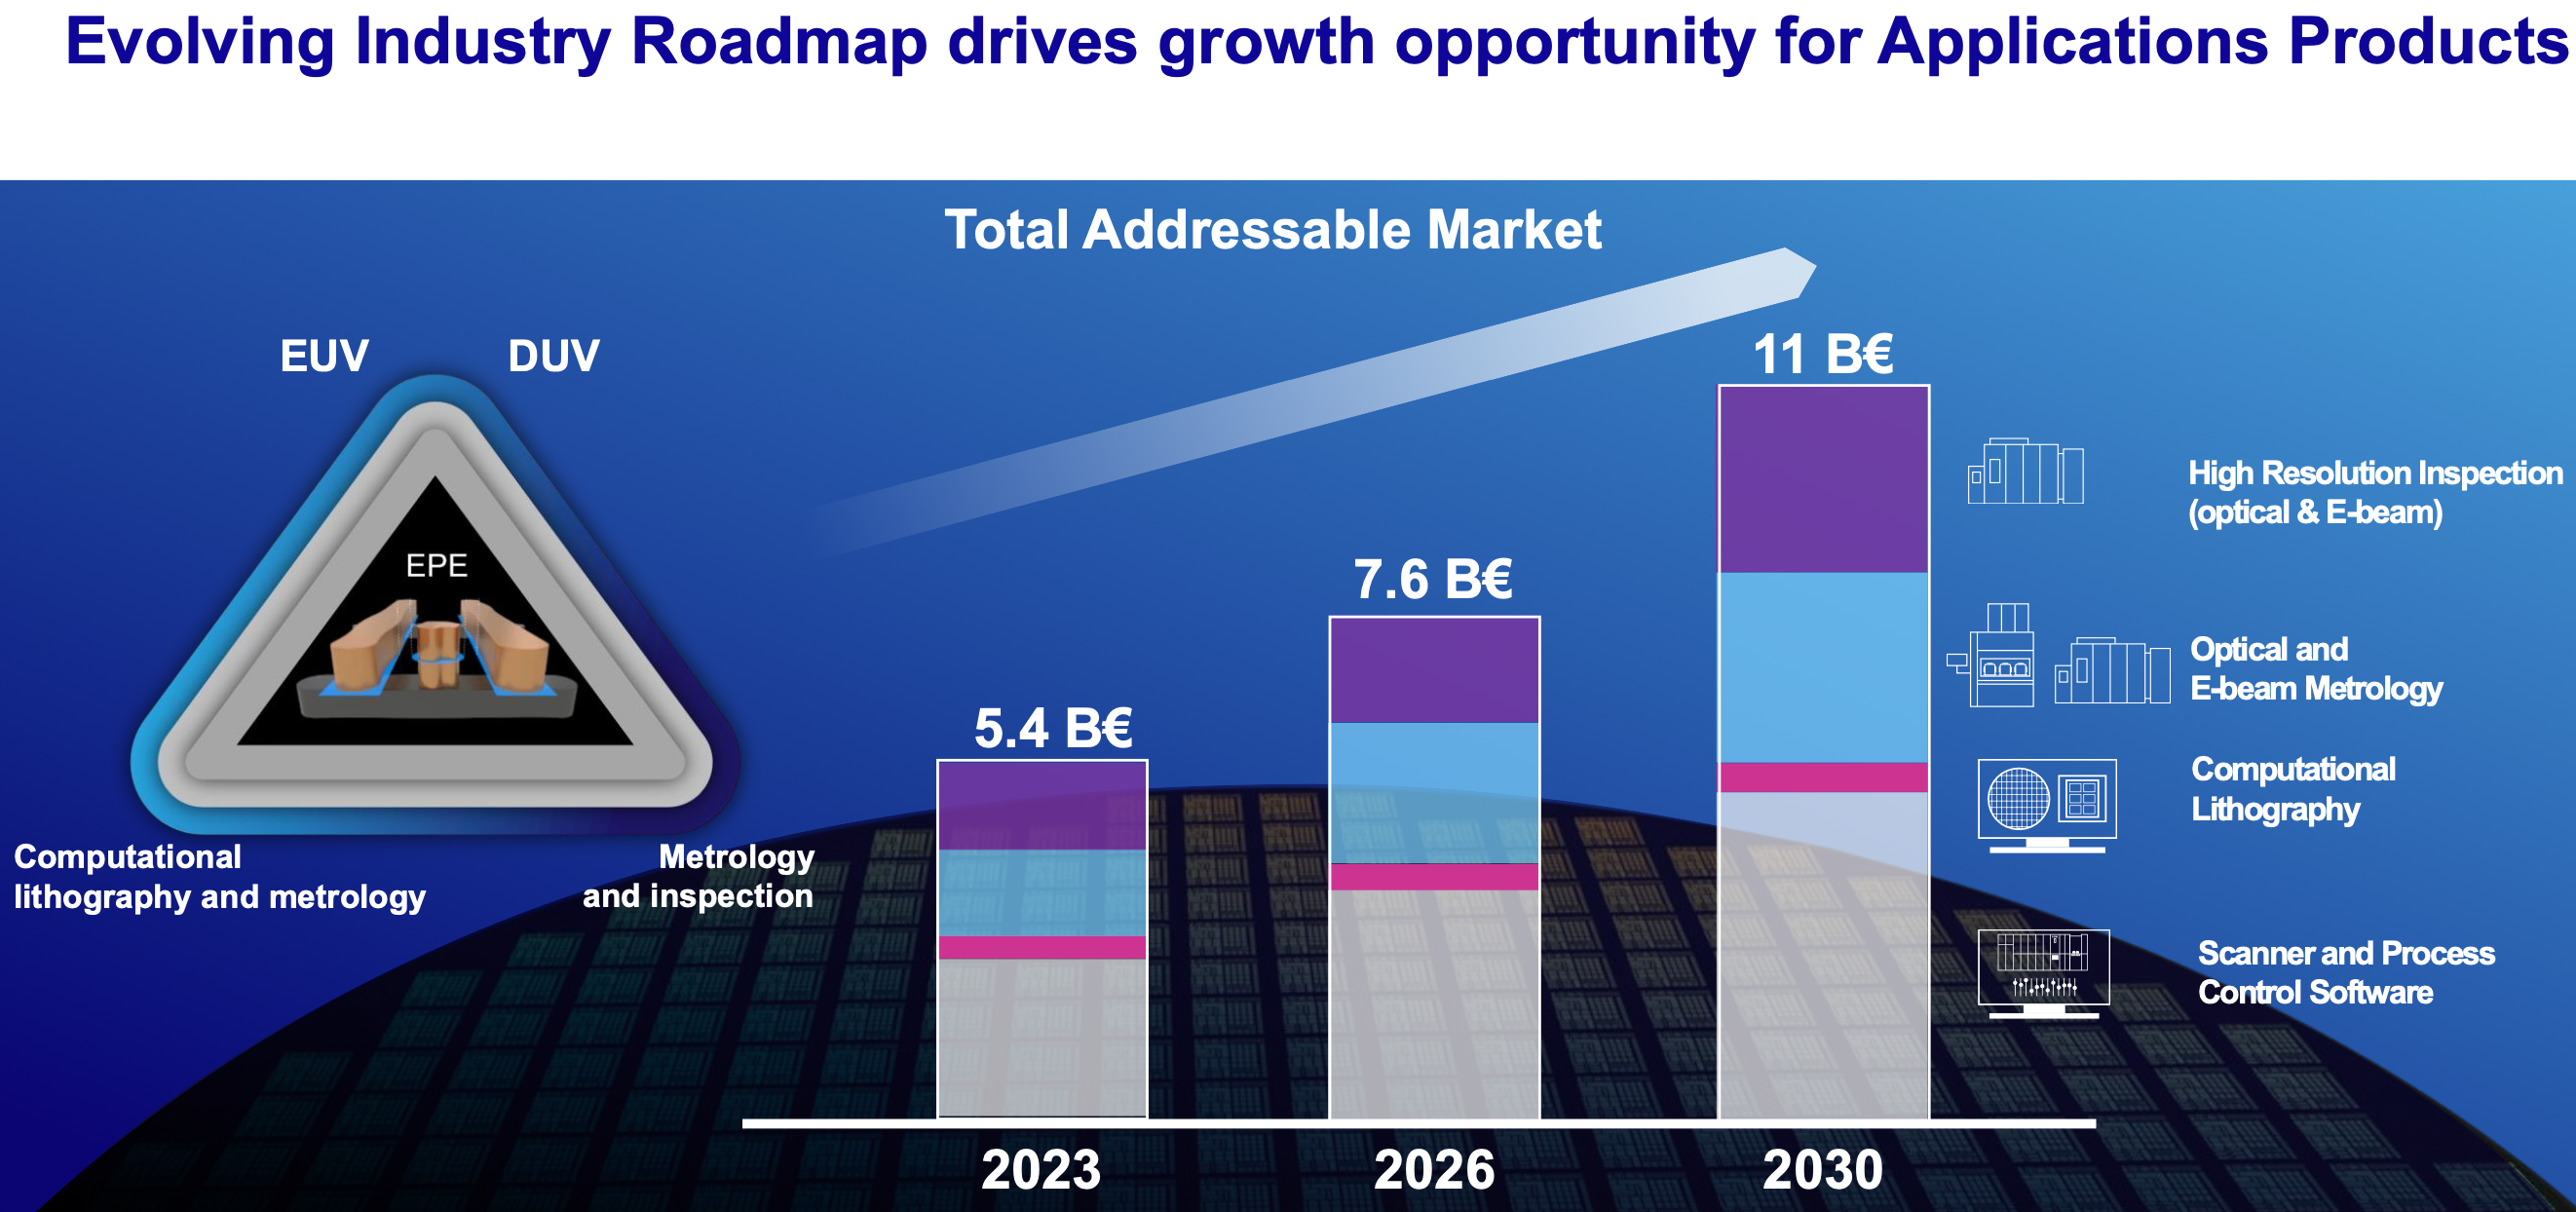 Evolving Industry Roadmap drives growth opportunity for Applications Products
Total Addressable Market
EUV
DUV
EPE
Computational
lithography and metrology
Metrology
and inspection
5.4 B€
7.6 B€
11 B€
2023
2026
2030
High Resolution Inspection
(optical & E-beam)
Optical and
E-beam Metrology
Computational
Lithography
Scanner and Process
Control Software